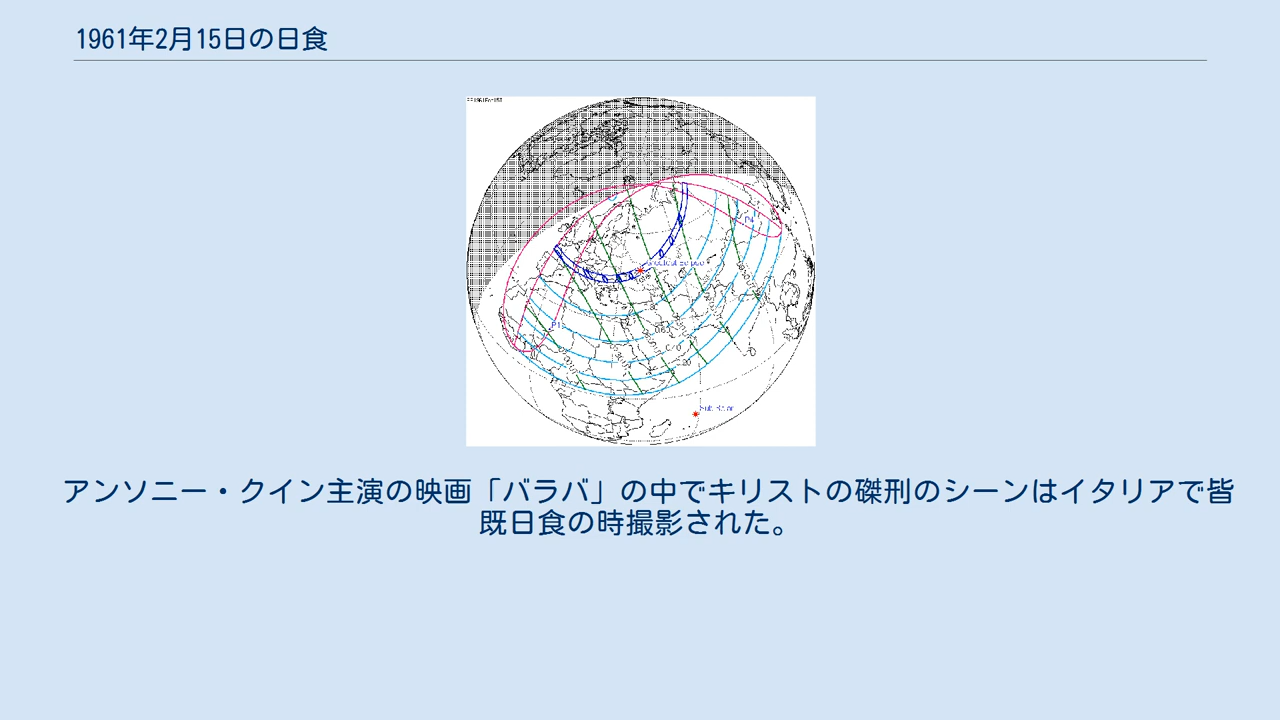 1961年2月15日の日食
P4
P1
アンソニー・クイン主演の映画「バラバ」の中でキリストの磔刑のシーンはイタリアで皆
既日食の時撮影された。